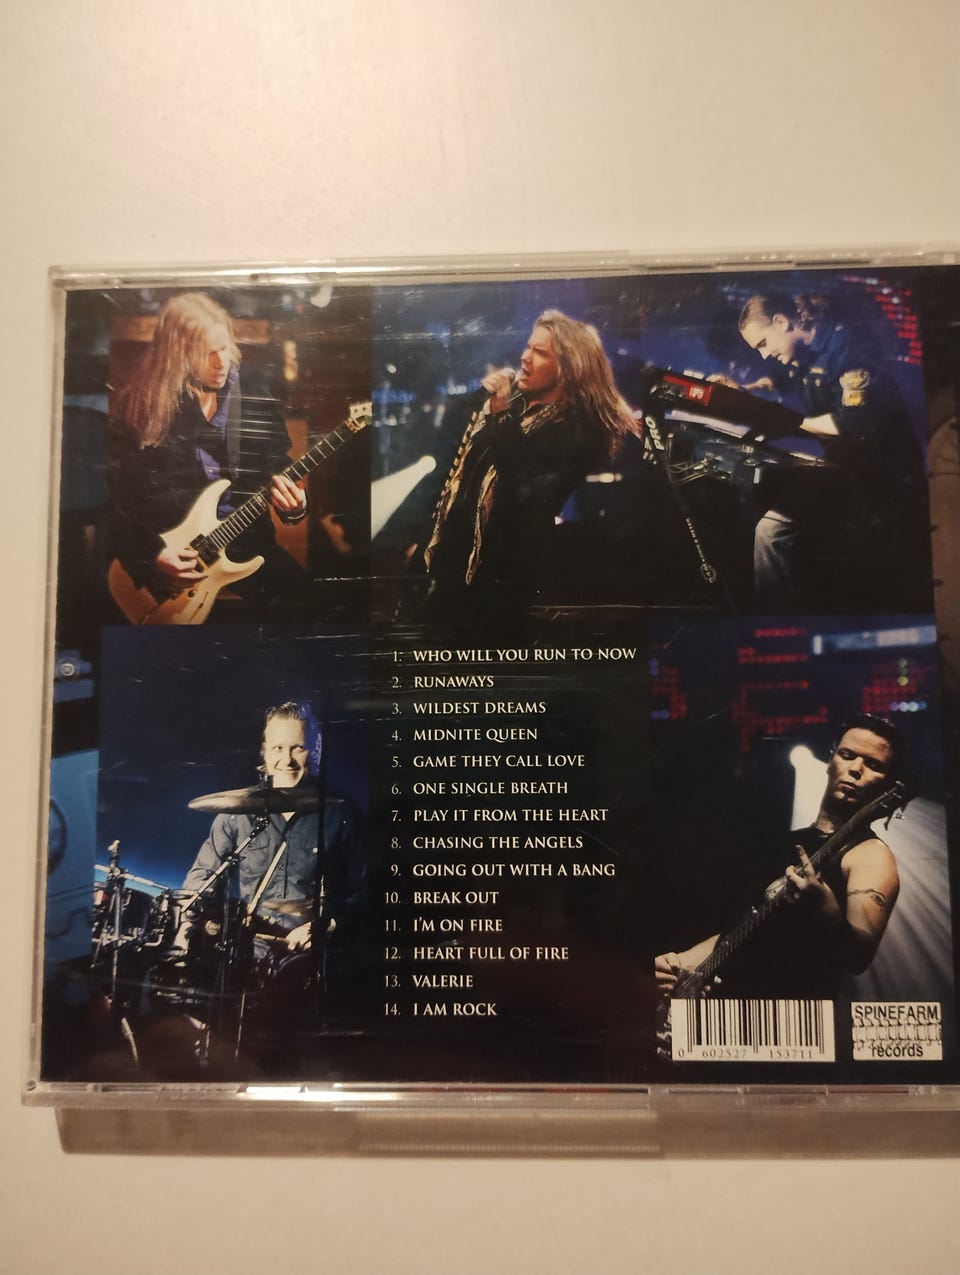 1. WHO WILL YOU RUN TO NOW
2. RUNAWAYS
3. WILDEST DREAMS
4. MIDNITE QUEEN
5. GAME THEY CALL LOVE
6. ONE SINGLE BREATH
7. PLAY IT FROM THE HEART
8. CHASING THE ANGELS
9. GOING OUT WITH A BANG
10. BREAK OUT
11. I'M ON FIRE
12. HEART FULL OF FIRE
13. VALERIE
14. I AM ROCK
0 602527 153711
SPINEFARM
records